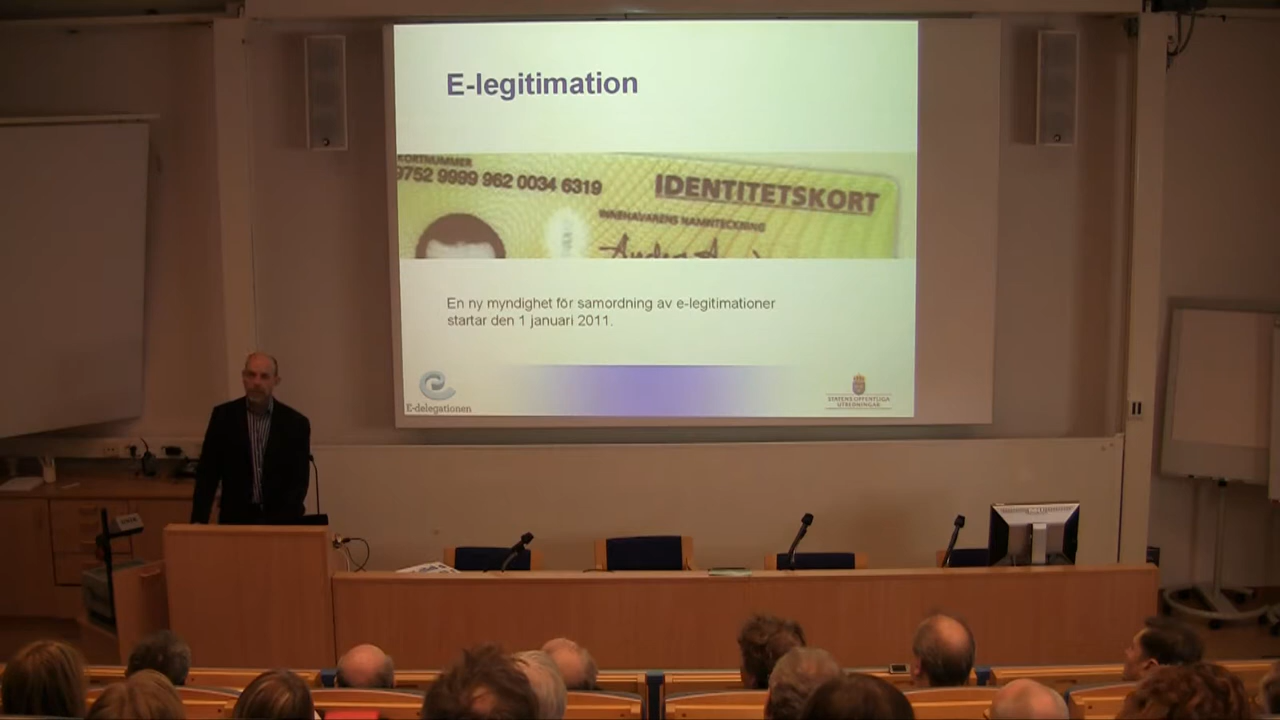 E-legitimation
KORTNUMMER
9752 9999 962 0034 6319
IDENTITETSKORT
INNEHAVARENS NAMNTECKNING
En ny myndighet för samordning av e-legitimationer
startar den 1 januari 2011.
E-delegationen
STATENS OFFENTLIGA
UTREDNINGAR